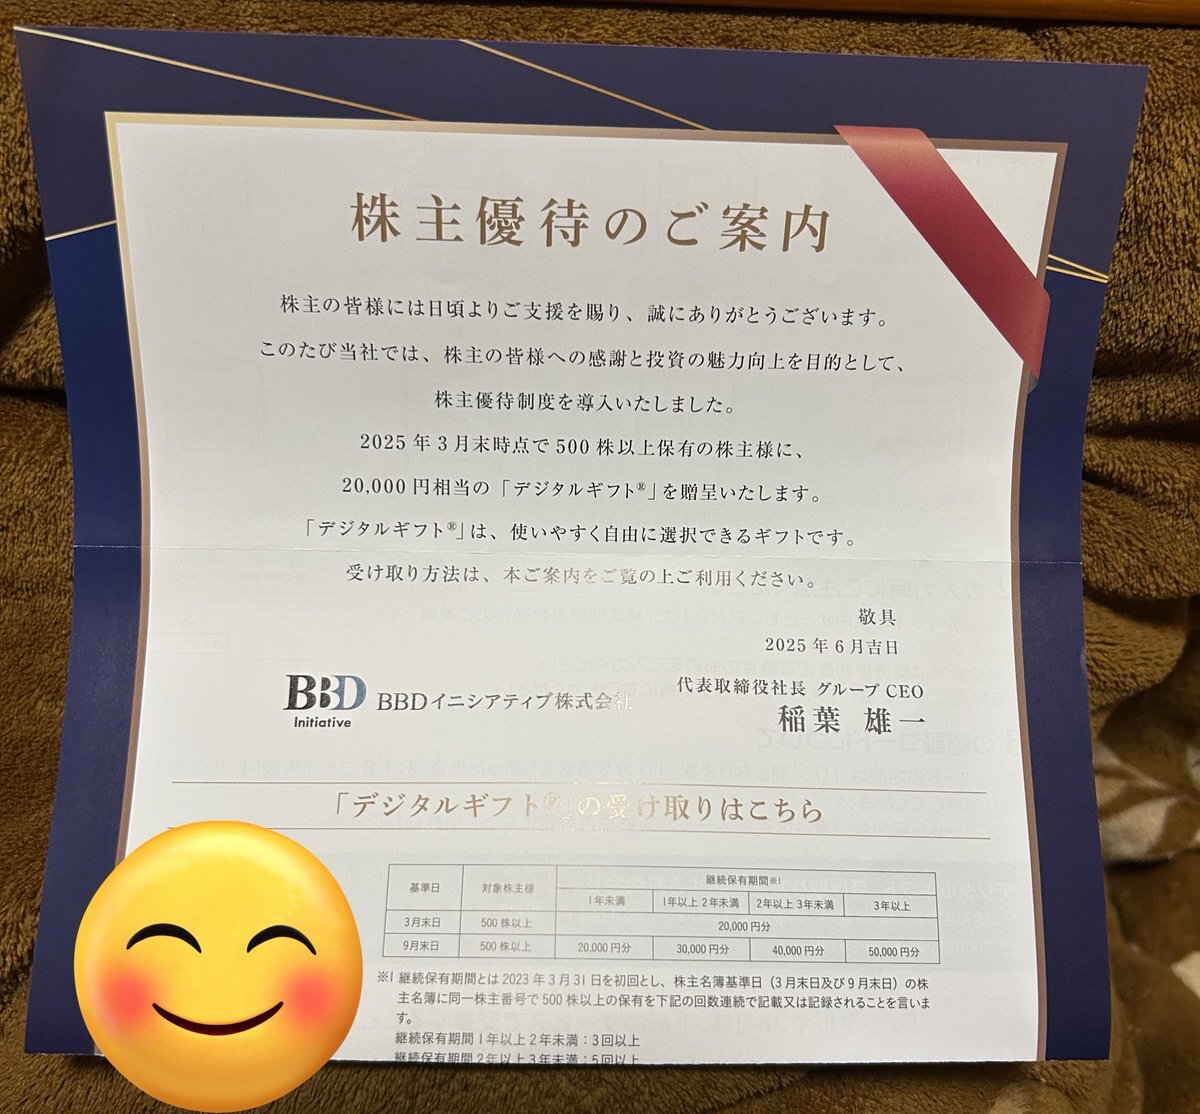 株主優待のご案内
株主の皆様には日頃よりご支援を賜り、誠にありがとうございます。
このたび当社では、株主の皆様への感謝と投資の魅力向上を目的として、
株主優待制度を導入いたしました。
2025年3月末時点で500株以上保有の株主様に、
20,000円相当の「デジタルギフト®」を贈呈いたします。
「デジタルギフト®」は、使いやすく自由に選択できるギフトです。
受け取り方法は、本ご案内をご覧の上ご利用ください。
敬具
2025年6月吉日
BBD Initiative
BBDイニシアティブ株式会社
代表取締役社長 グループCEO
稲葉 雄一
「デジタルギフト®」の受け取りはこちら
基準日 対象株主様 継続保有期間※1
1年未満 1年以上2年未満 2年以上3年未満 3年以上
3月末日 500株以上 20,000円分
9月末日 500株以上 20,000円分 30,000円分 40,000円分 50,000円分
※1 継続保有期間とは2023年3月31日を初回とし、株主名簿基準日（3月末日及び9月末日）の株
主名簿に同一株主番号で500株以上の保有を下記の回数連続で記載又は記録されることを言いま
す。
継続保有期間1年以上2年未満：3回以上
継続保有期間2年以上3年未満：5回以上